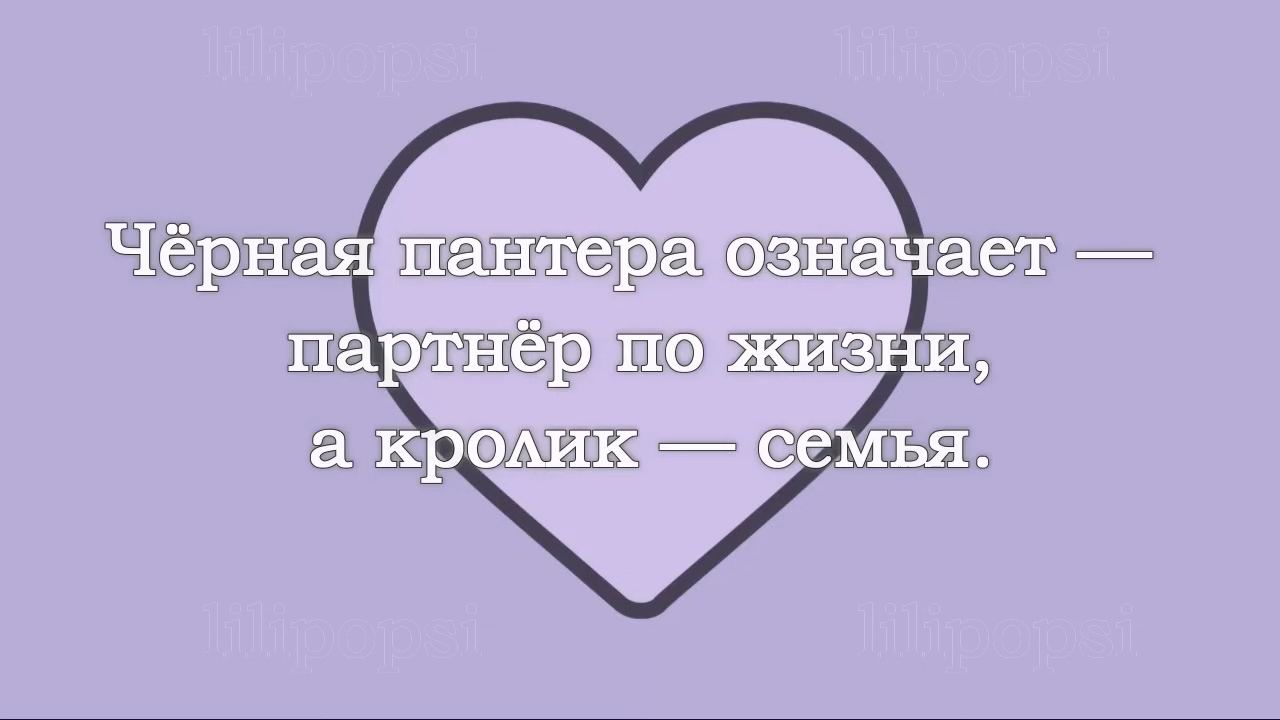 lilipopsi lilipopsi
Чёрная пантера означает —
партнёр по жизни,
а кролик — семья.
lilipopsi lilipopsi